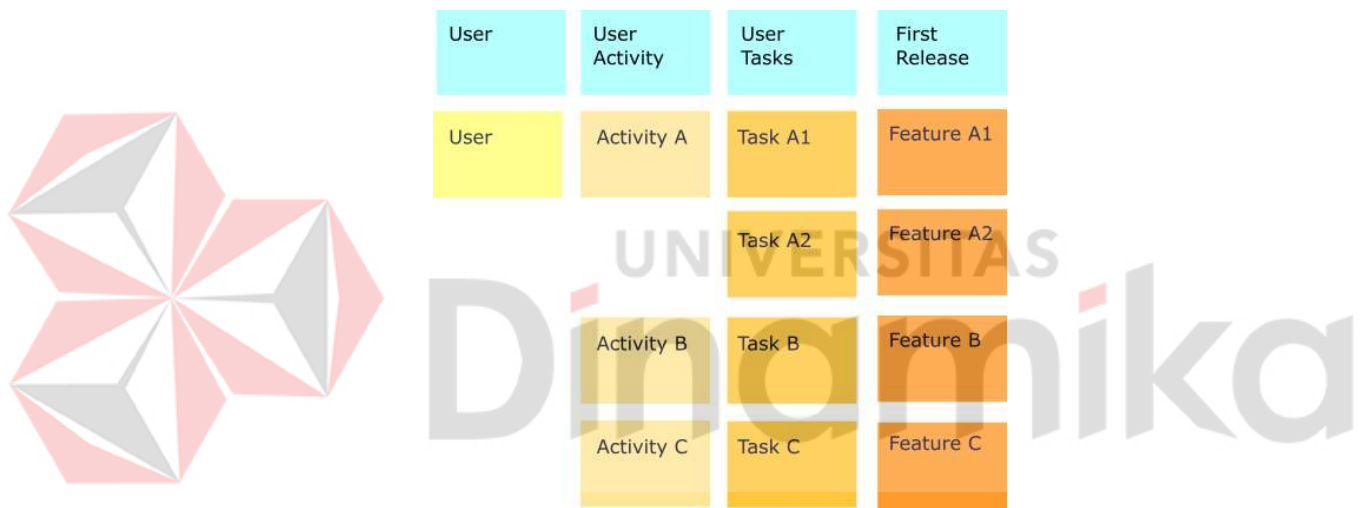 User
User
Activity
User
Tasks
First
Release
User
Activity A
Task A1
Feature A1
Task A2
Feature A2
UNIVERSITAS
Dinamika
Activity B
Task B
Feature B
Activity C
Task C
Feature C